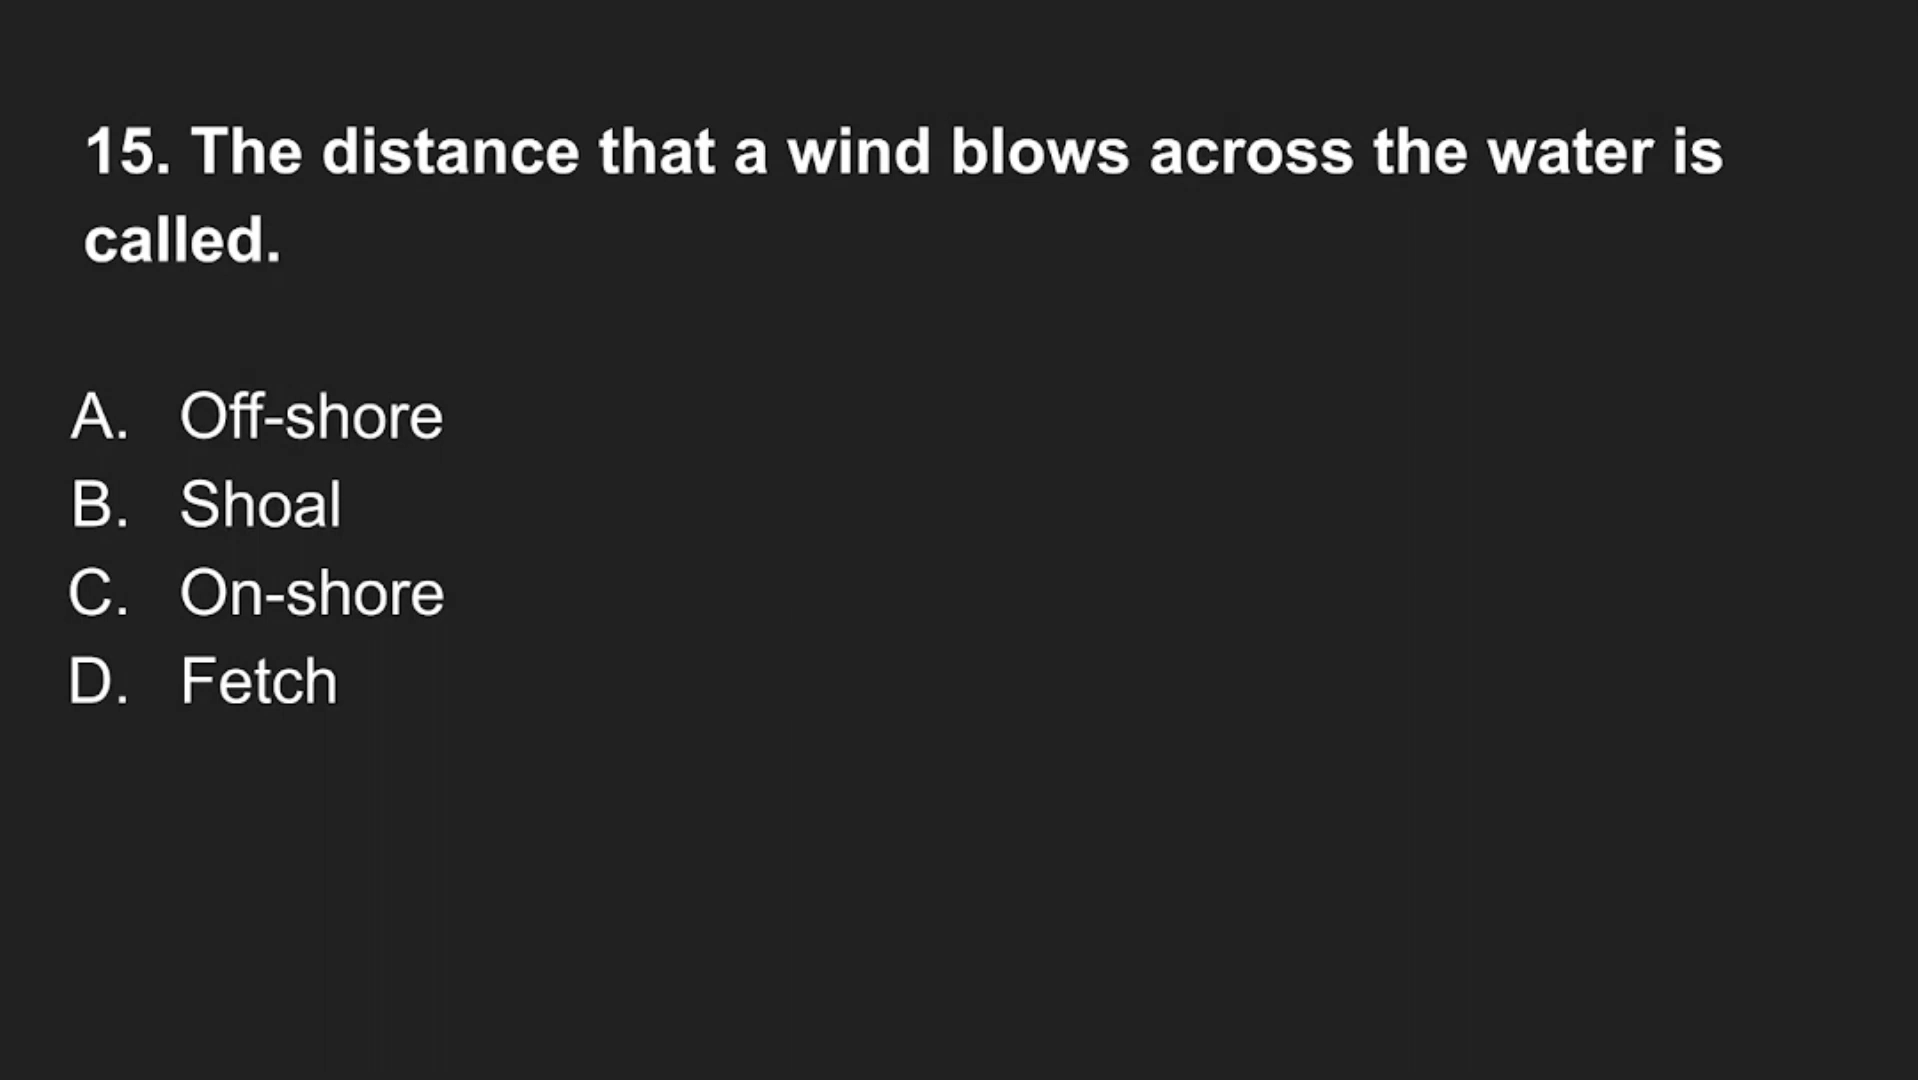 15. The distance that a wind blows across the water is
called.
A. Off-shore
B. Shoal
C. On-shore
D. Fetch